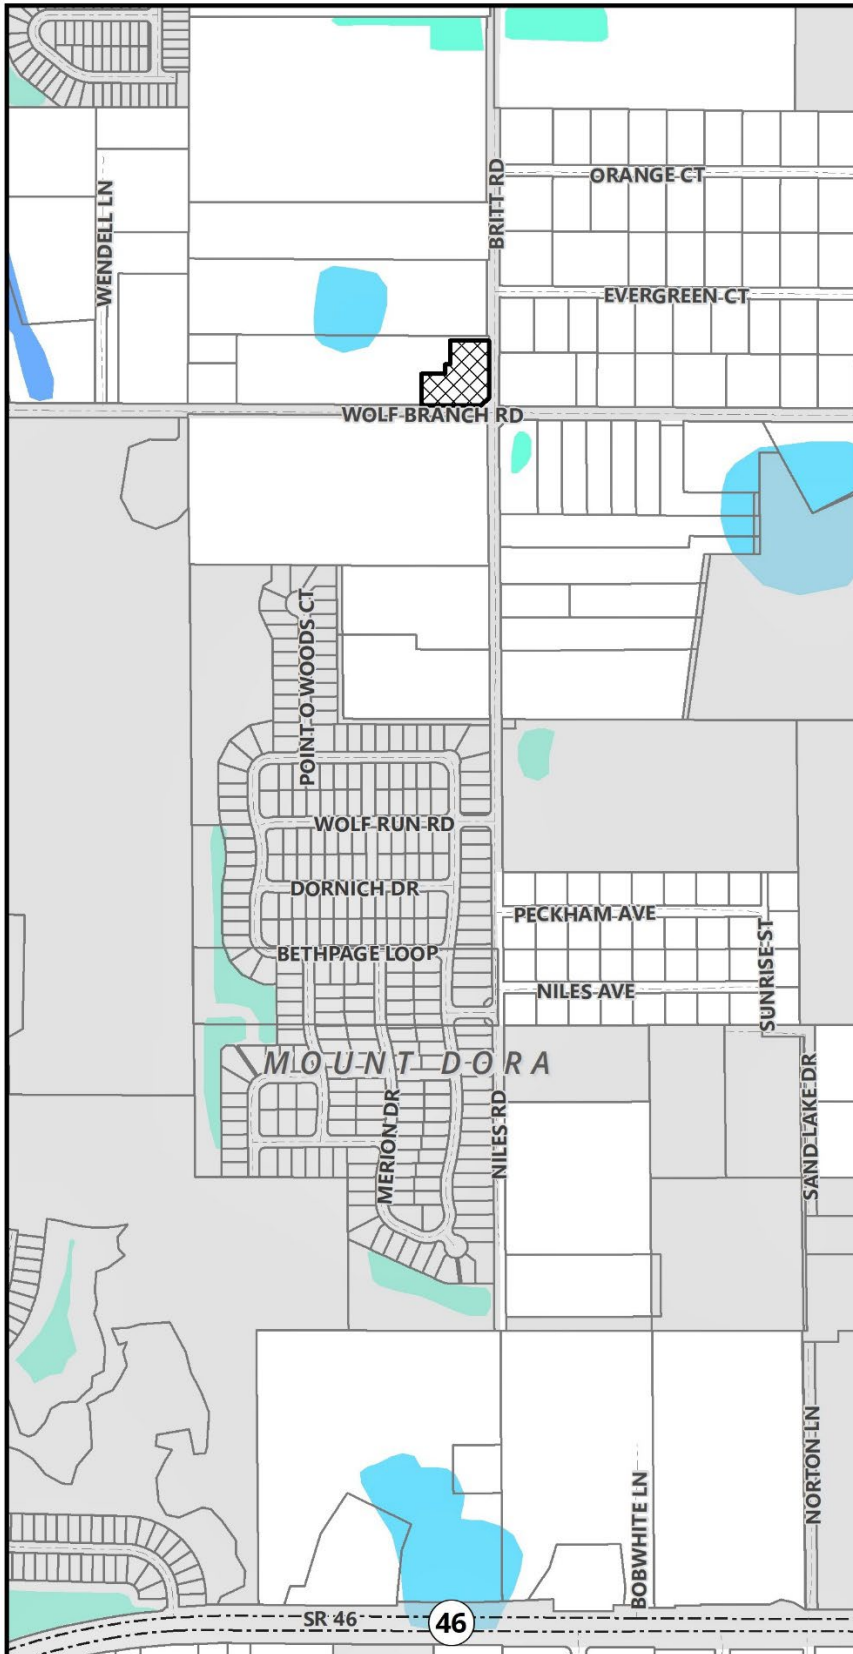 ORANGE CT
BRITT RD
WENDELL LN
EVERGREEN CT
WOLF BRANCH RD
POINT O WOODS CT
WOLF RUN RD
DORNICH DR
PECKHAM AVE
BETHPAGE LOOP
SUNRISE ST
NILES AVE
MOUNT DORA
MERION DR
NILES RD
SAND LAKE DR
NORTON LN
BOBWHITE LN
SR 46
46